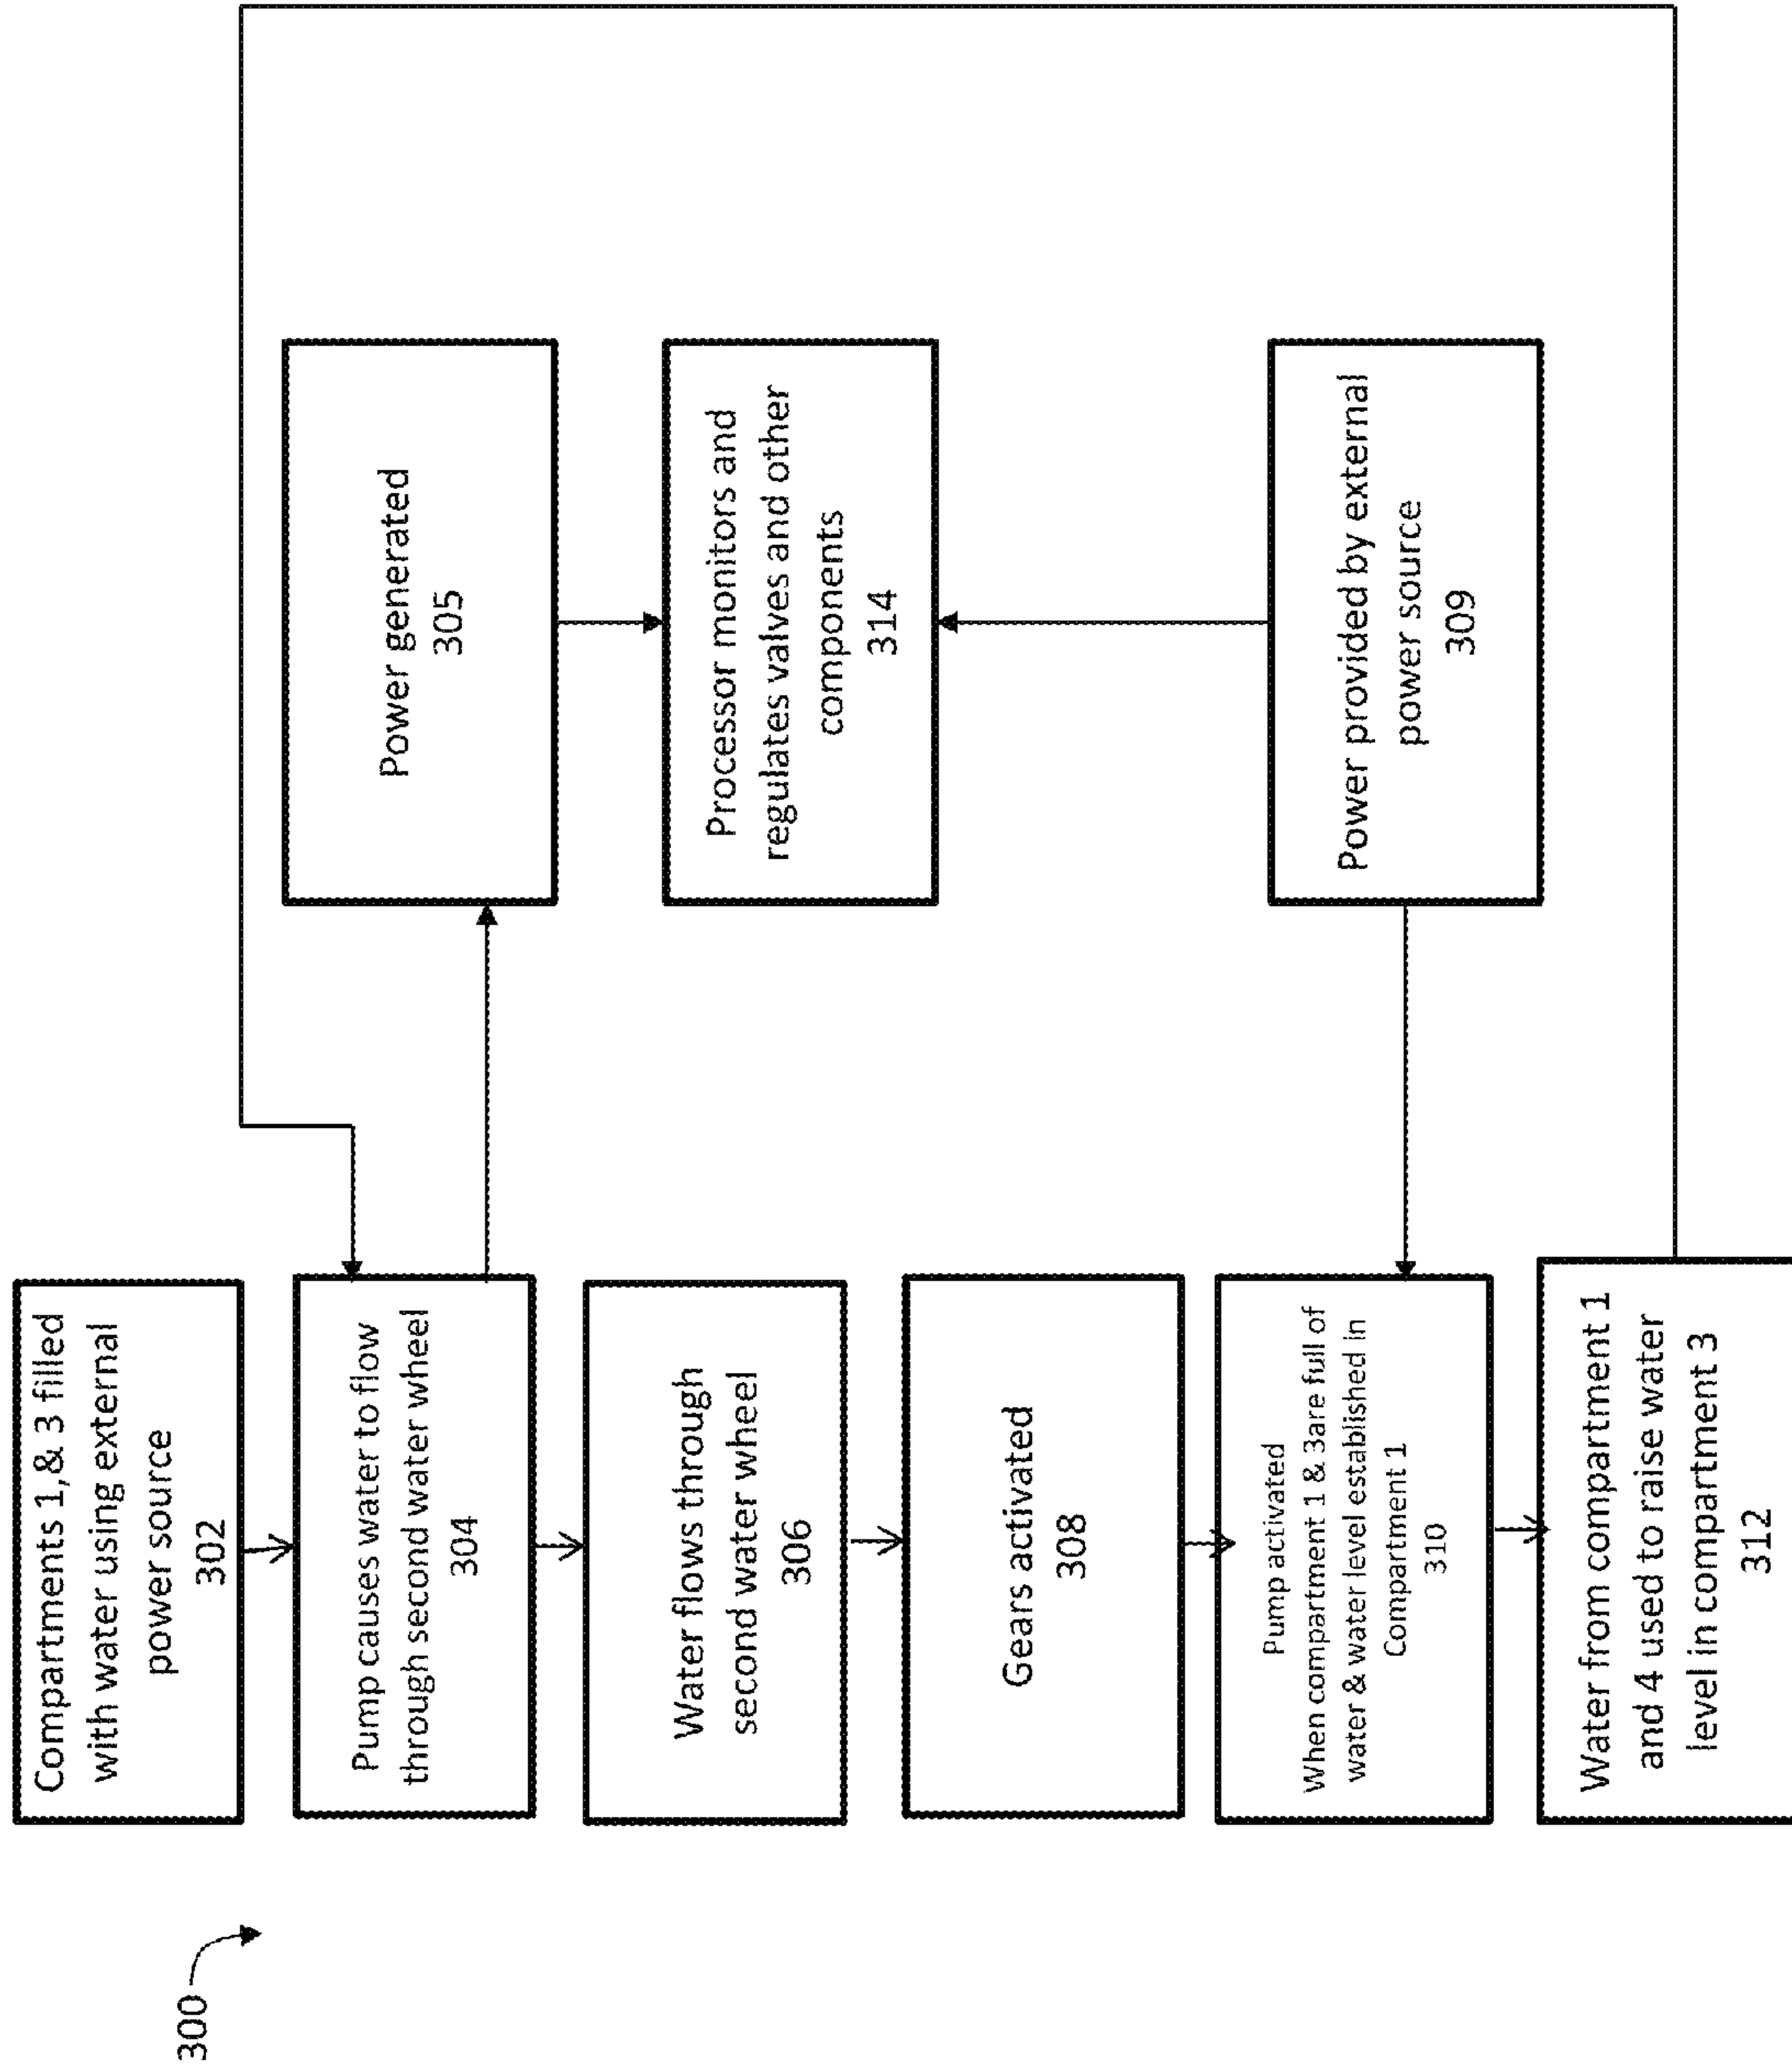 300
Compartments 1,& 3 filled
with water using external
power source
302
Pump causes water to flow
through second water wheel
304
Water flows through
second water wheel
306
Gears activated
308
Pump activated
When compartment 1 & 3are full of
water & water level established in
Compartment 1
310
Water from compartment 1
and 4 used to raise water
level in compartment 3
312
Power generated
305
Processor monitors and
regulates valves and other
components
314
Power provided by external
power source
309